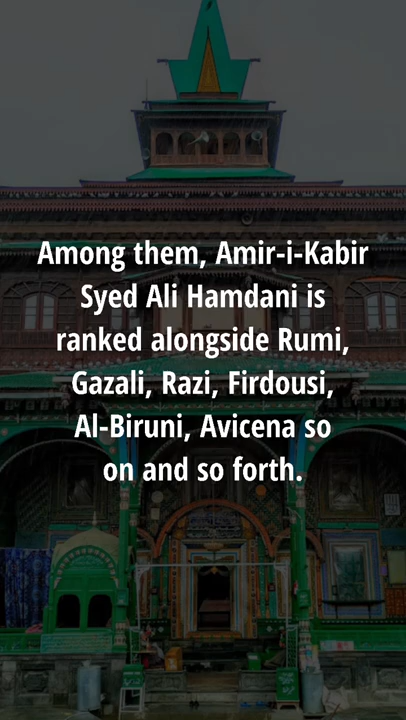 Among them, Amir-i-Kabir
Syed Ali Hamdani is
ranked alongside Rumi,
Gazali, Razi, Firdousi,
Al-Biruni, Avicena so
on and so forth.